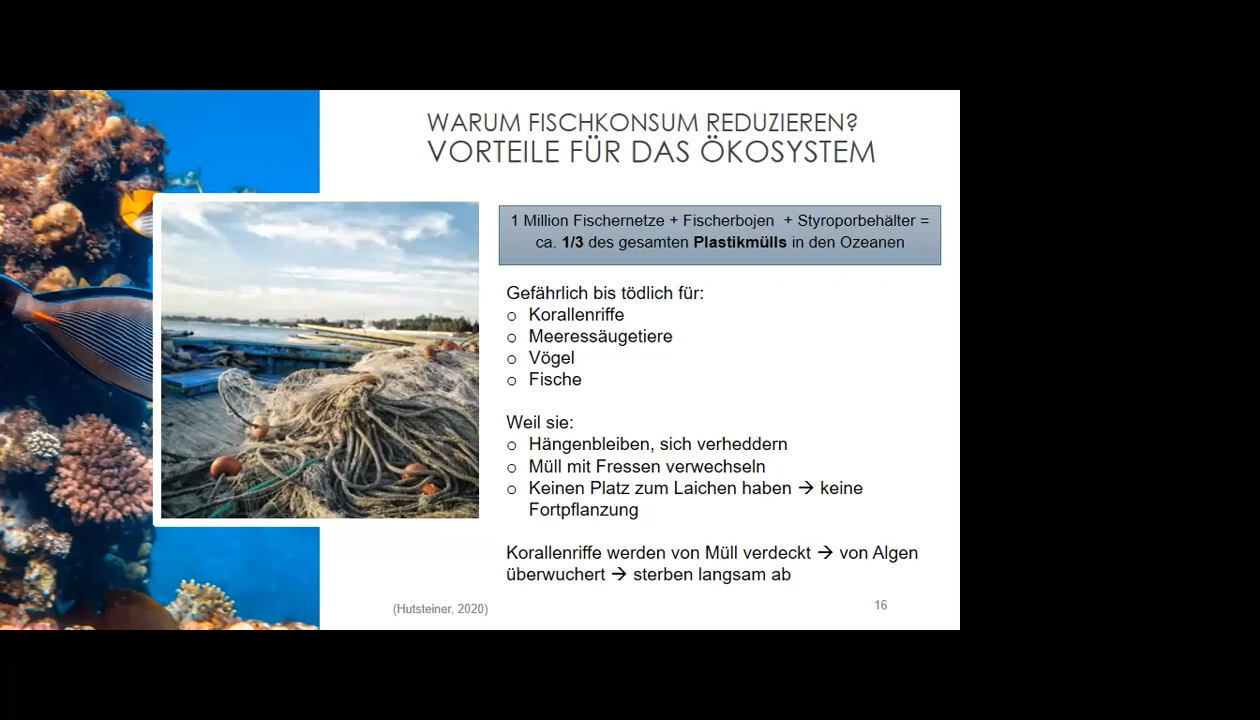 WARUM FISCHKONSUM REDUZIEREN?
VORTEILE FÜR DAS ÖKOSYSTEM
1 Million Fischernetze + Fischerbojen + Styroporbehälter =
ca. 1/3 des gesamten Plastikmülls in den Ozeanen
Gefährlich bis tödlich für:
o Korallenriffe
o Meeressäugetiere
o Vögel
o Fische
Weil sie:
o Hängenbleiben, sich verheddern
o Müll mit Fressen verwechseln
o Keinen Platz zum Laichen haben → keine
Fortpflanzung
Korallenriffe werden von Müll verdeckt → von Algen
überwuchert → sterben langsam ab
(Hutsteiner, 2020)
16